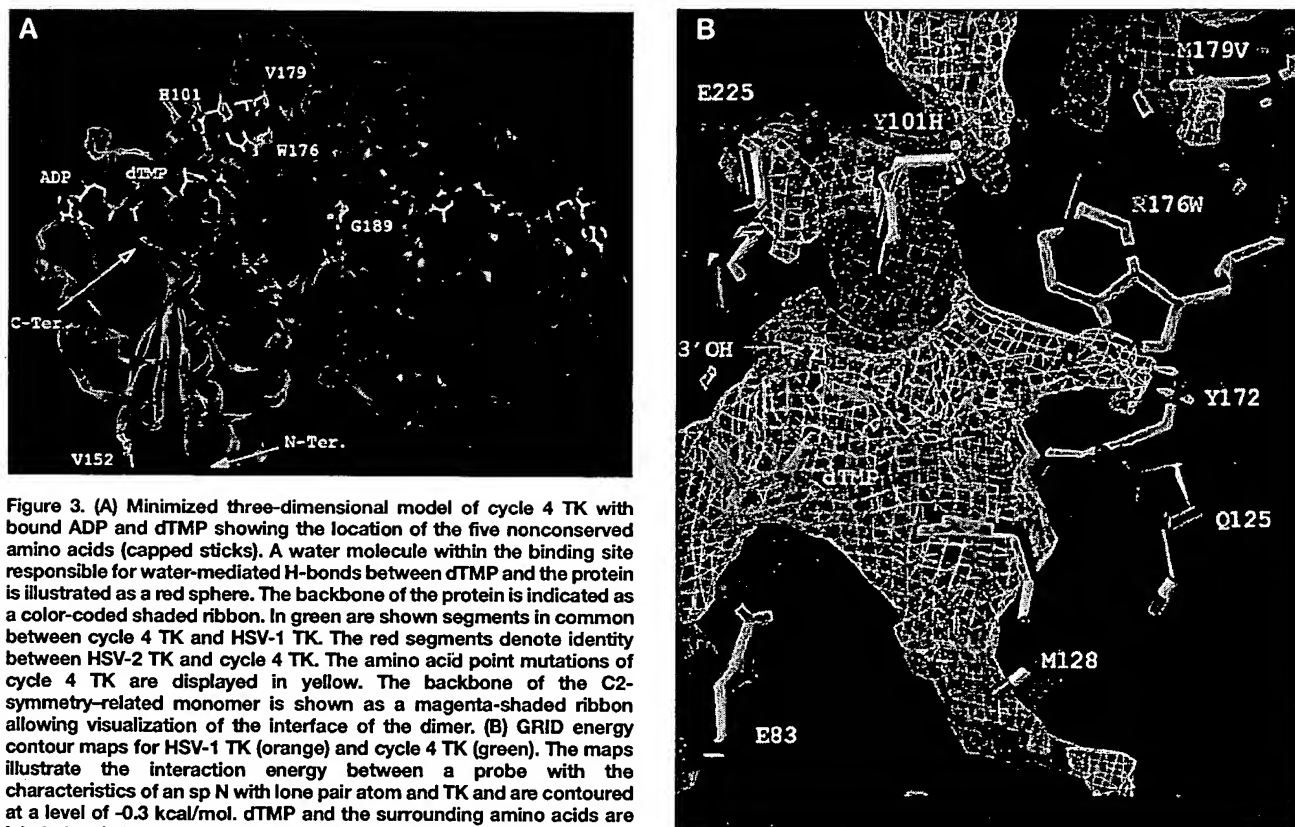 A
V179
H101
W176
ADP
dTMP
G189
C-Ter.
N-Ter.
V152
Figure 3. (A) Minimized three-dimensional model of cycle 4 TK with
bound ADP and dTMP showing the location of the five nonconserved
amino acids (capped sticks). A water molecule within the binding site
responsible for water-mediated H-bonds between dTMP and the protein
is illustrated as a red sphere. The backbone of the protein is indicated as
a color-coded shaded ribbon. In green are shown segments in common
between cycle 4 TK and HSV-1 TK. The red segments denote identity
between HSV-2 TK and cycle 4 TK. The amino acid point mutations of
cycle 4 TK are displayed in yellow. The backbone of the C2-
symmetry-related monomer is shown as a magenta-shaded ribbon
allowing visualization of the interface of the dimer. (B) GRID energy
contour maps for HSV-1 TK (orange) and cycle 4 TK (green). The maps
illustrate the interaction energy between a probe with the
characteristics of an sp N with lone pair atom and TK and are contoured
at a level of -0.3 kcal/mol. dTMP and the surrounding amino acids are
B
M179V
E225
Y101H
R176W
3'OH
Y172
dTMP
Q125
M128
E83